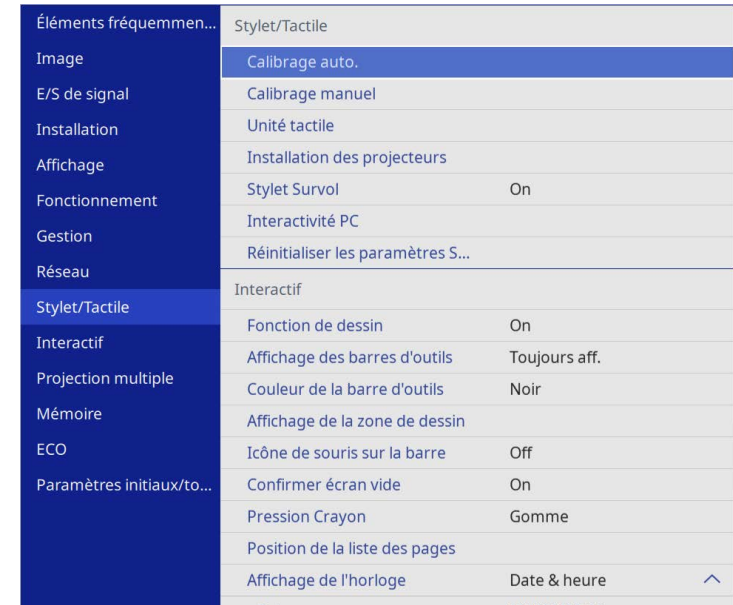 Éléments fréquemmen...
Image
E/S de signal
Installation
Affichage
Fonctionnement
Gestion
Réseau
Stylet/Tactile
Interactif
Projection multiple
Mémoire
ECO
Paramètres initiaux/to...
Stylet/Tactile
Calibrage auto.
Calibrage manuel
Unité tactile
Installation des projecteurs
Stylet Survol On
Interactivité PC
Réinitialiser les paramètres S...
Interactif
Fonction de dessin On
Affichage des barres d'outils Toujours aff.
Couleur de la barre d'outils Noir
Affichage de la zone de dessin
Icône de souris sur la barre Off
Confirmer écran vide On
Pression Crayon Gomme
Position de la liste des pages
Affichage de l'horloge Date & heure